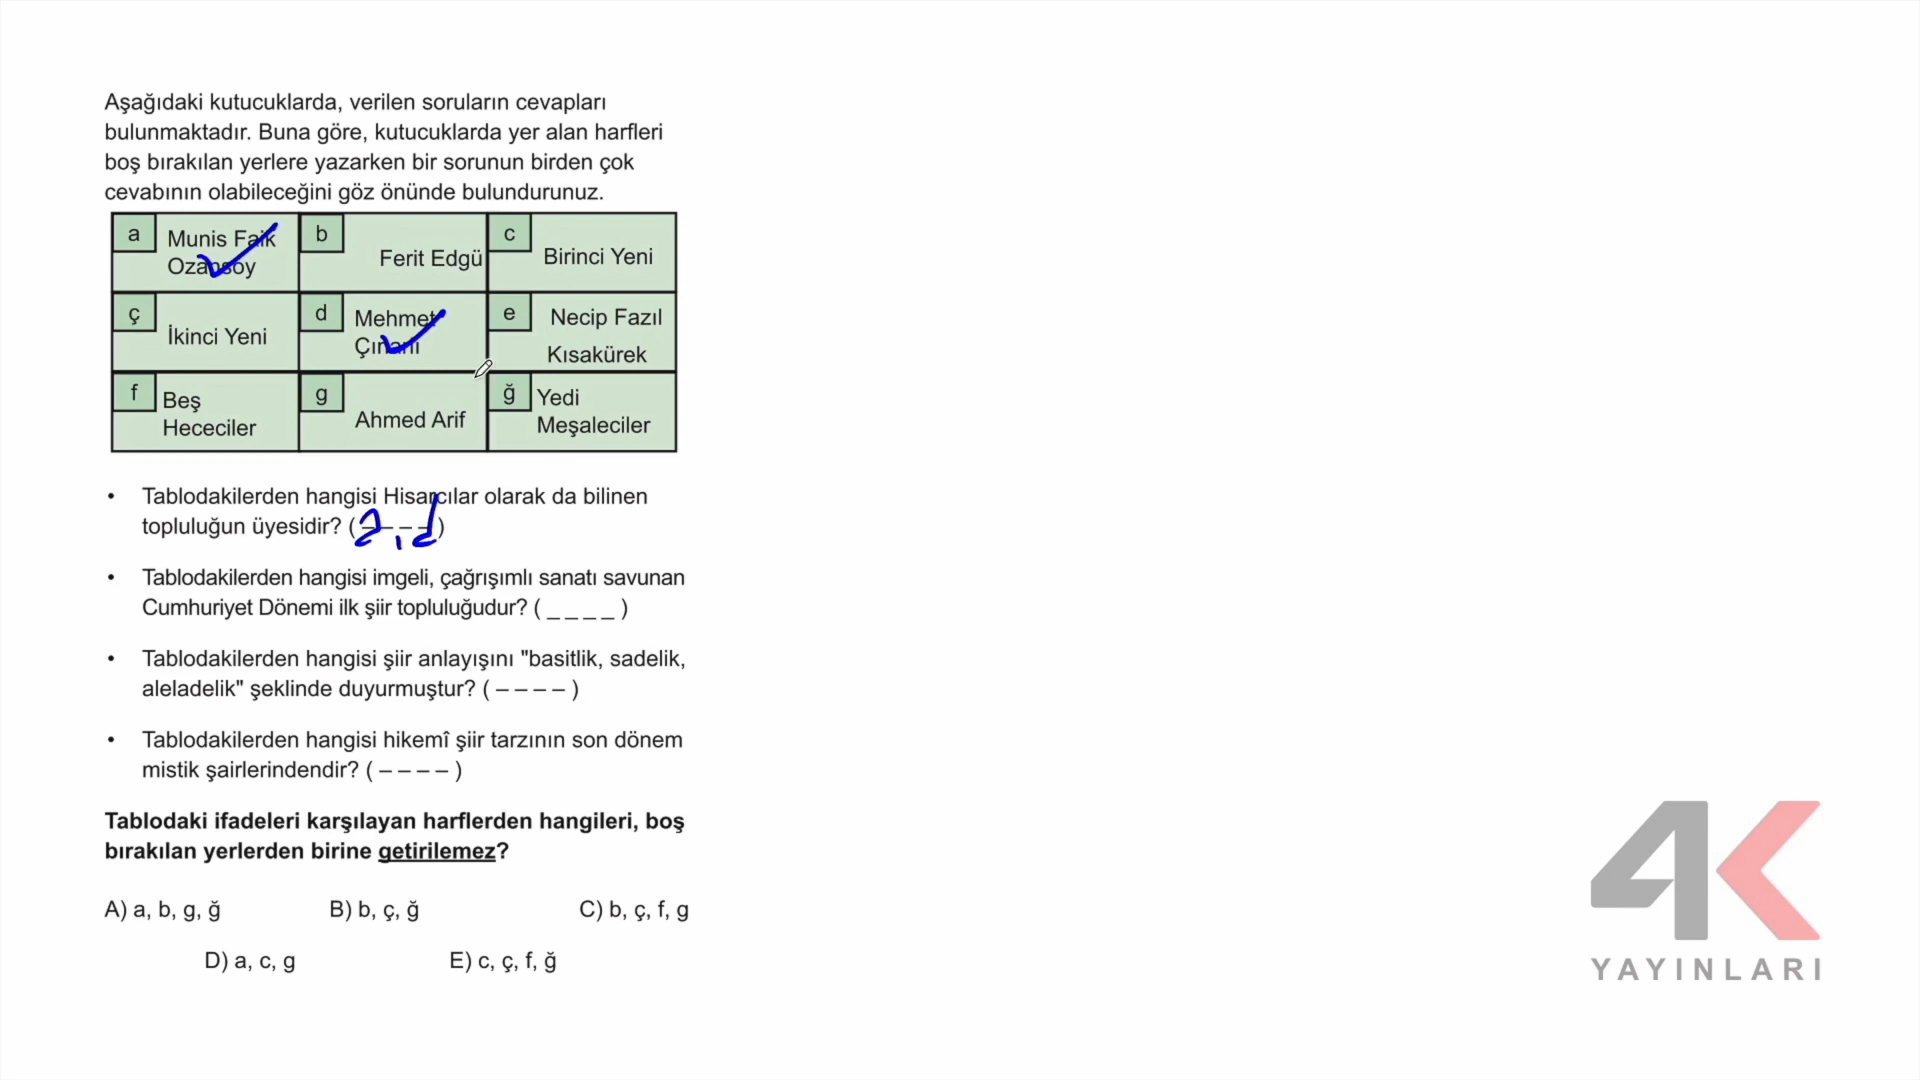 Aşağıdaki kutucuklarda, verilen soruların cevapları
bulunmaktadır. Buna göre, kutucuklarda yer alan harfleri
boş bırakılan yerlere yazarken bir sorunun birden çok
cevabının olabileceğini göz önünde bulundurunuz.
a Munis Faik
Ozansoy
b Ferit Edgü
c Birinci Yeni
ç İkinci Yeni
d Mehmet
Çınarlı
e Necip Fazıl
Kısakürek
f Beş
Hececiler
g Ahmed Arif
ğ Yedi
Meşaleciler
• Tablodakilerden hangisi Hisarcılar olarak da bilinen
topluluğun üyesidir? (a, d)
• Tablodakilerden hangisi imgeli, çağrışımlı sanatı savunan
Cumhuriyet Dönemi ilk şiir topluluğudur? ( _ _ _ _ )
• Tablodakilerden hangisi şiir anlayışını "basitlik, sadelik,
aleladelik" şeklinde duyurmuştur? ( – – – – )
• Tablodakilerden hangisi hikemî şiir tarzının son dönem
mistik şairlerindendir? ( – – – – )
Tablodaki ifadeleri karşılayan harflerden hangileri, boş
bırakılan yerlerden birine getirilemez?
A) a, b, g, ğ B) b, ç, ğ C) b, ç, f, g
D) a, c, g E) c, ç, f, ğ
4K
YAYINLARI